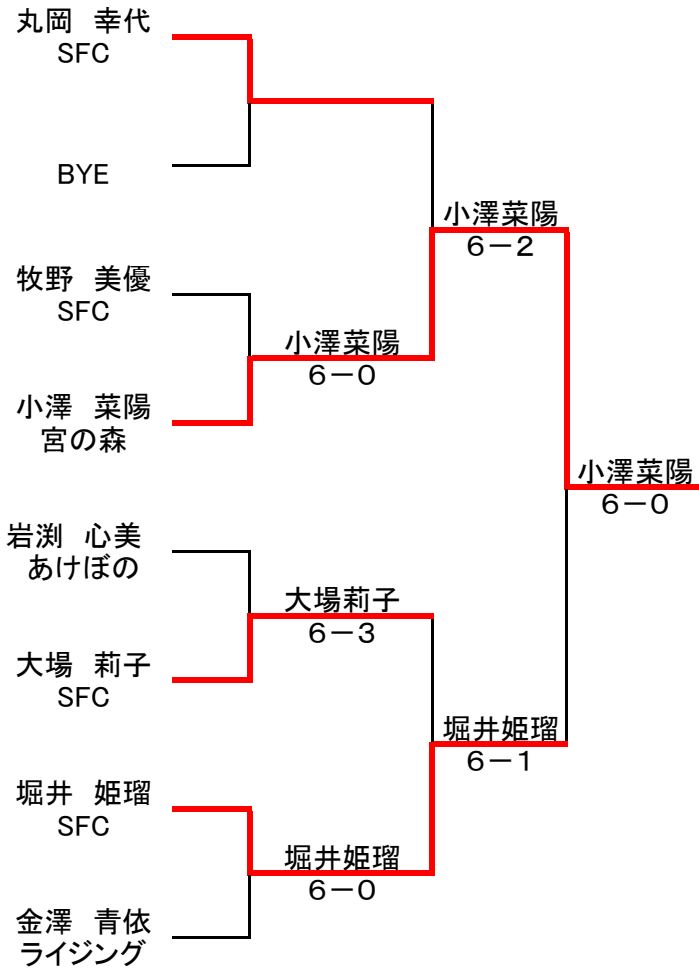 丸岡　幸代
SFC
BYE
牧野　美優
SFC
小澤　菜陽
宮の森
岩渕　心美
あけぼの
大場　莉子
SFC
堀井　姫瑠
SFC
金澤　青依
ライジング
小澤菜陽
6－0
大場莉子
6－3
堀井姫瑠
6－0
小澤菜陽
6－2
堀井姫瑠
6－1
小澤菜陽
6－0